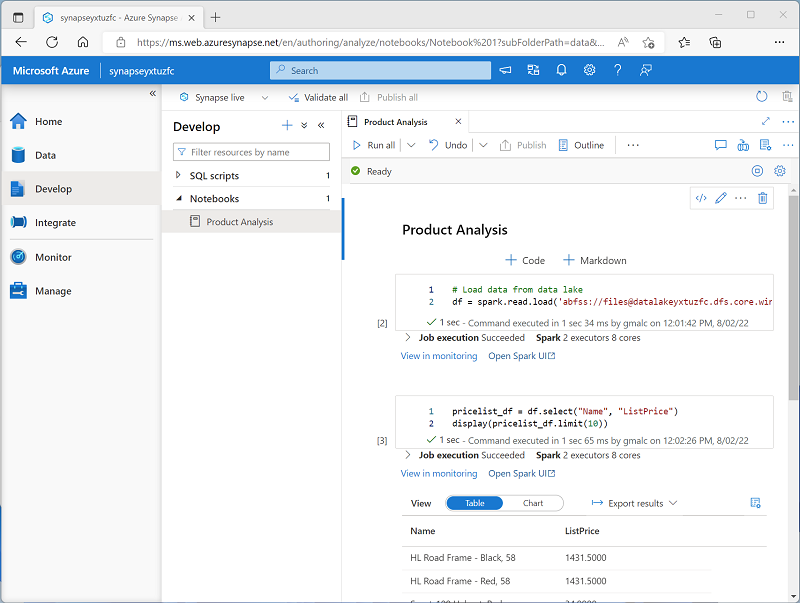 synapseyxtuzfc - Azure Synapse
https://ms.web.azuresynapse.net/en/authoring/analyze/notebooks/Notebook%201?subFolderPath=data&...
Microsoft Azure synapseyxtuzfc Search
Home
Data
Develop
Integrate
Monitor
Manage
Synapse live Validate all Publish all
Develop
Filter resources by name
SQL scripts 1
Notebooks 1
Product Analysis
Product Analysis
Run all Undo Publish Outline
Ready
Product Analysis
+ Code + Markdown
1 # Load data from data lake
2 df = spark.read.load('abfss://files@datalakeyxtuzfc.dfs.core.win
[2]
1 sec - Command executed in 1 sec 34 ms by gmalc on 12:01:42 PM, 8/02/22
Job execution Succeeded Spark 2 executors 8 cores
View in monitoring Open Spark UI
1 pricelist_df = df.select("Name", "ListPrice")
2 display(pricelist_df.limit(10))
[3]
1 sec - Command executed in 1 sec 65 ms by gmalc on 12:02:26 PM, 8/02/22
Job execution Succeeded Spark 2 executors 8 cores
View in monitoring Open Spark UI
View Table Chart Export results
Name ListPrice
HL Road Frame - Black, 58 1431.5000
HL Road Frame - Red, 58 1431.5000